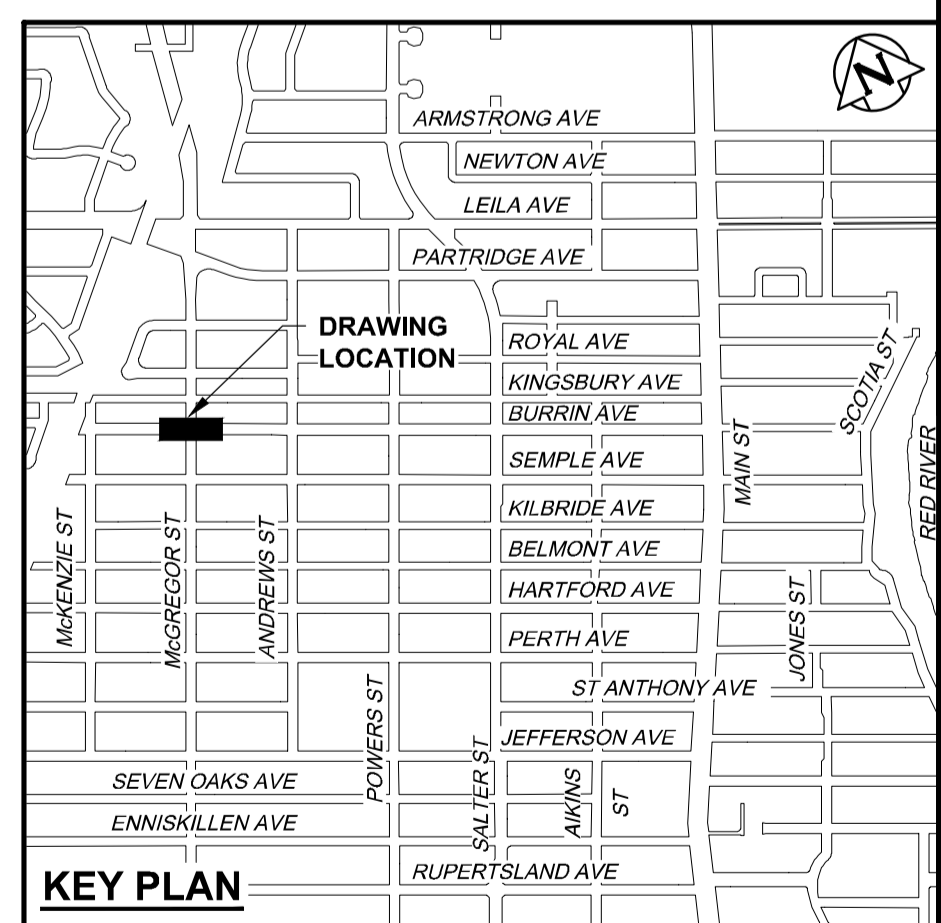 N
ARMSTRONG AVE
NEWTON AVE
LEILA AVE
PARTRIDGE AVE
DRAWING
LOCATION
ROYAL AVE
KINGSBURY AVE
BURRIN AVE
SEMPLE AVE
KILBRIDE AVE
BELMONT AVE
HARTFORD AVE
PERTH AVE
ST ANTHONY AVE
JEFFERSON AVE
SEVEN OAKS AVE
ENNISKILLEN AVE
RUPERTSLAND AVE
McKENZIE ST
McGREGOR ST
ANDREWS ST
POWERS ST
SALTER ST
AIKINS
ST
MAIN ST
JONES ST
SCOTIA ST
RED RIVER
KEY PLAN